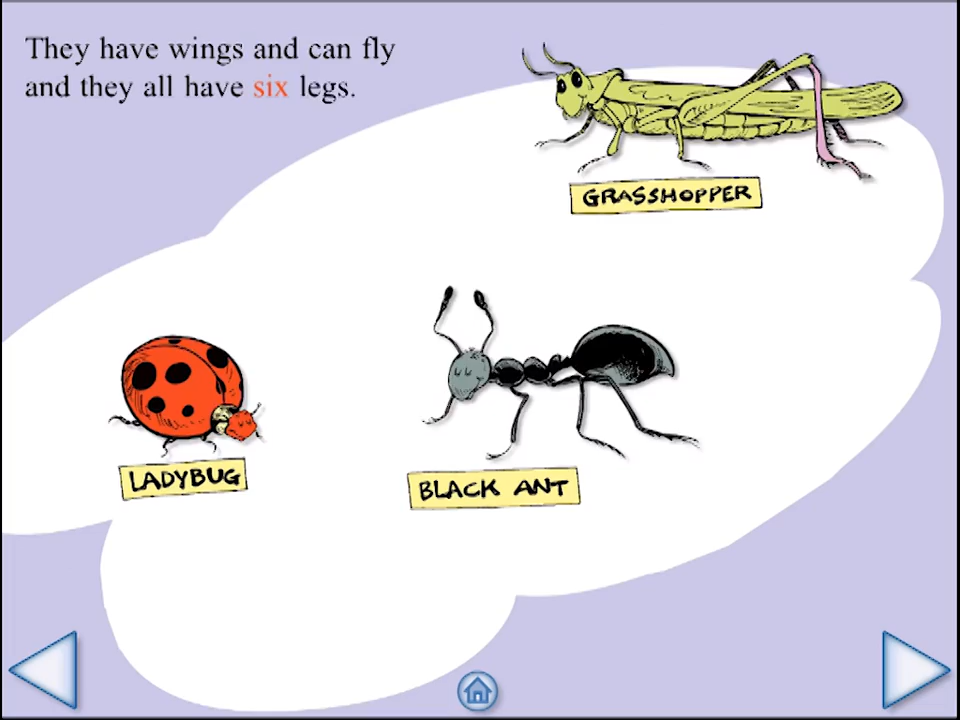 They have wings and can fly
and they all have six legs.
GRASSHOPPER
LADYBUG
BLACK ANT